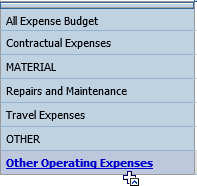 All Expense Budget
Contractual Expenses
MATERIAL
Repairs and Maintenance
Travel Expenses
OTHER
Other Operating Expenses